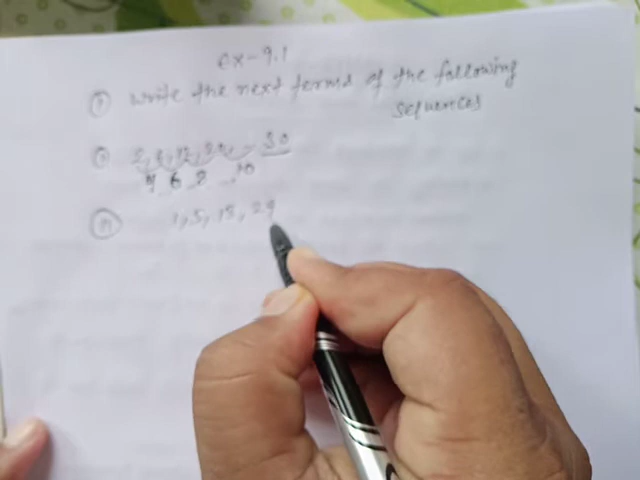 Ex-9.1
① Write the next terms of the following
sequences
2, 6, 12, 20, - 30
4 6 8 10
1, 5, 15, 29